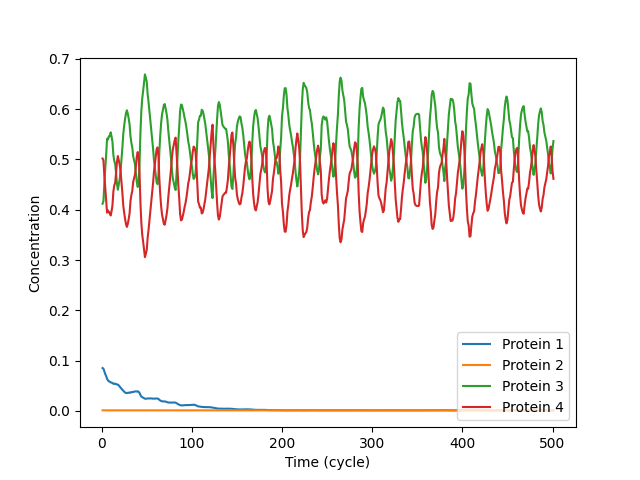 0.7
0.6
0.5
0.4
0.3
0.2
0.1
0.0
Concentration
0 100 200 300 400 500
Time (cycle)
Protein 1
Protein 2
Protein 3
Protein 4